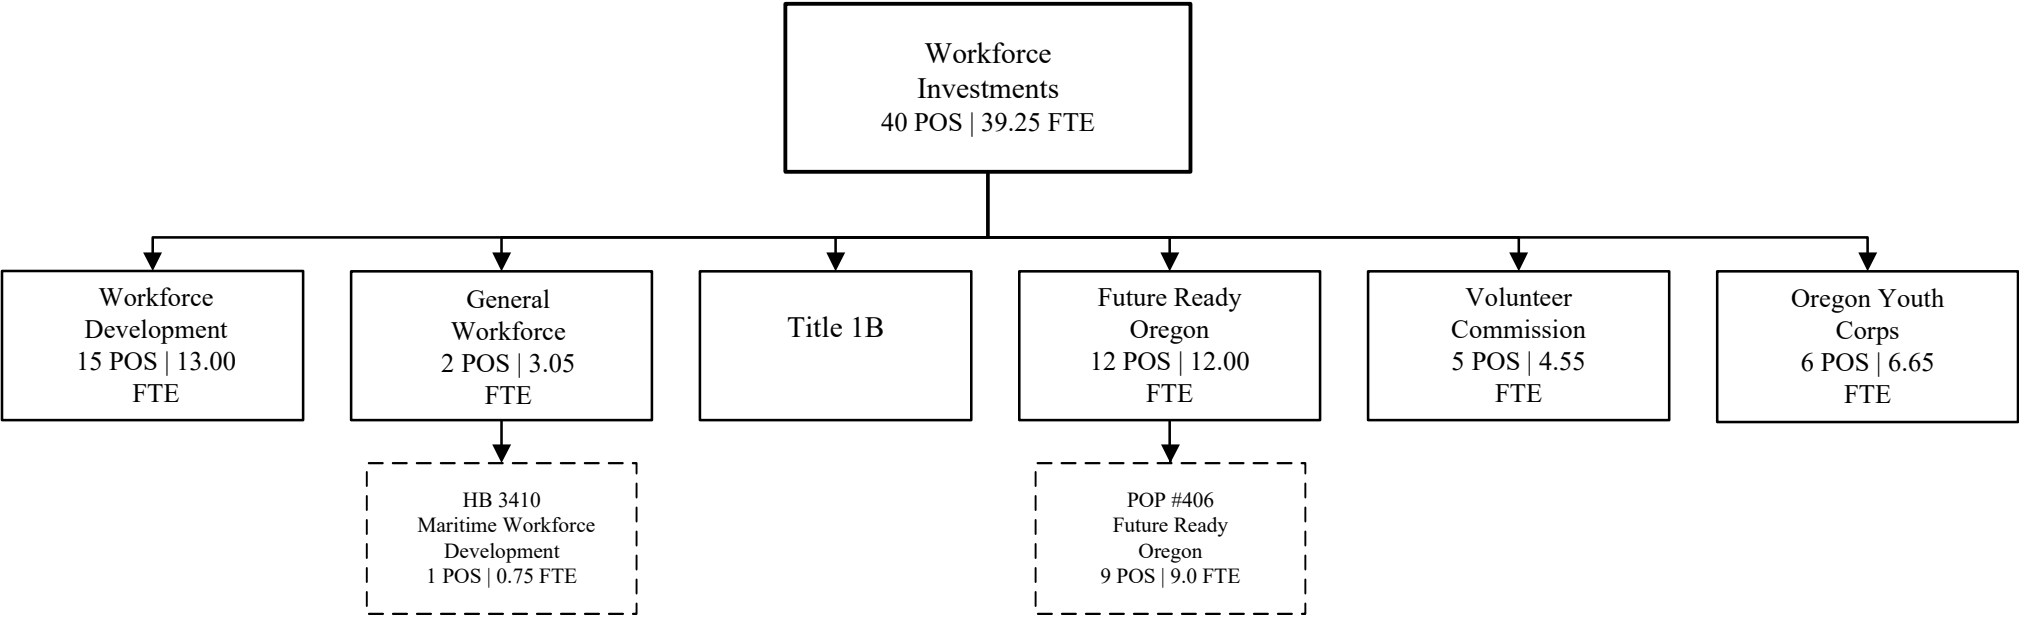 Workforce
Investments
40 POS | 39.25 FTE
Workforce
Development
15 POS | 13.00
FTE
General
Workforce
2 POS | 3.05
FTE
Title 1B
Future Ready
Oregon
12 POS | 12.00
FTE
Volunteer
Commission
5 POS | 4.55
FTE
Oregon Youth
Corps
6 POS | 6.65
FTE
HB 3410
Maritime Workforce
Development
1 POS | 0.75 FTE
POP #406
Future Ready
Oregon
9 POS | 9.0 FTE